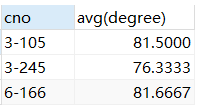 cno avg(degree)
3-105 81.5000
3-245 76.3333
6-166 81.6667